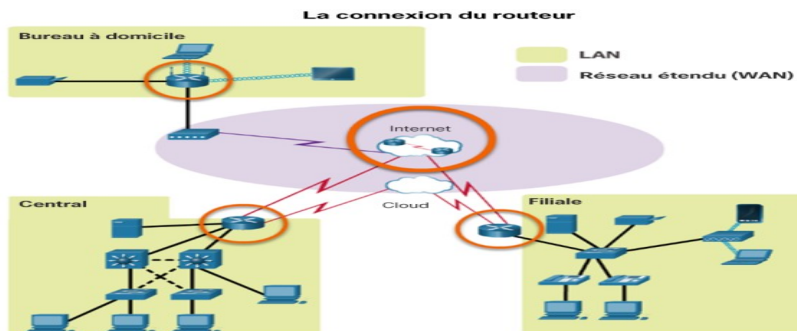 La connexion du routeur
Bureau à domicile
LAN
Réseau étendu (WAN)
Internet
Central
Cloud
Filiale